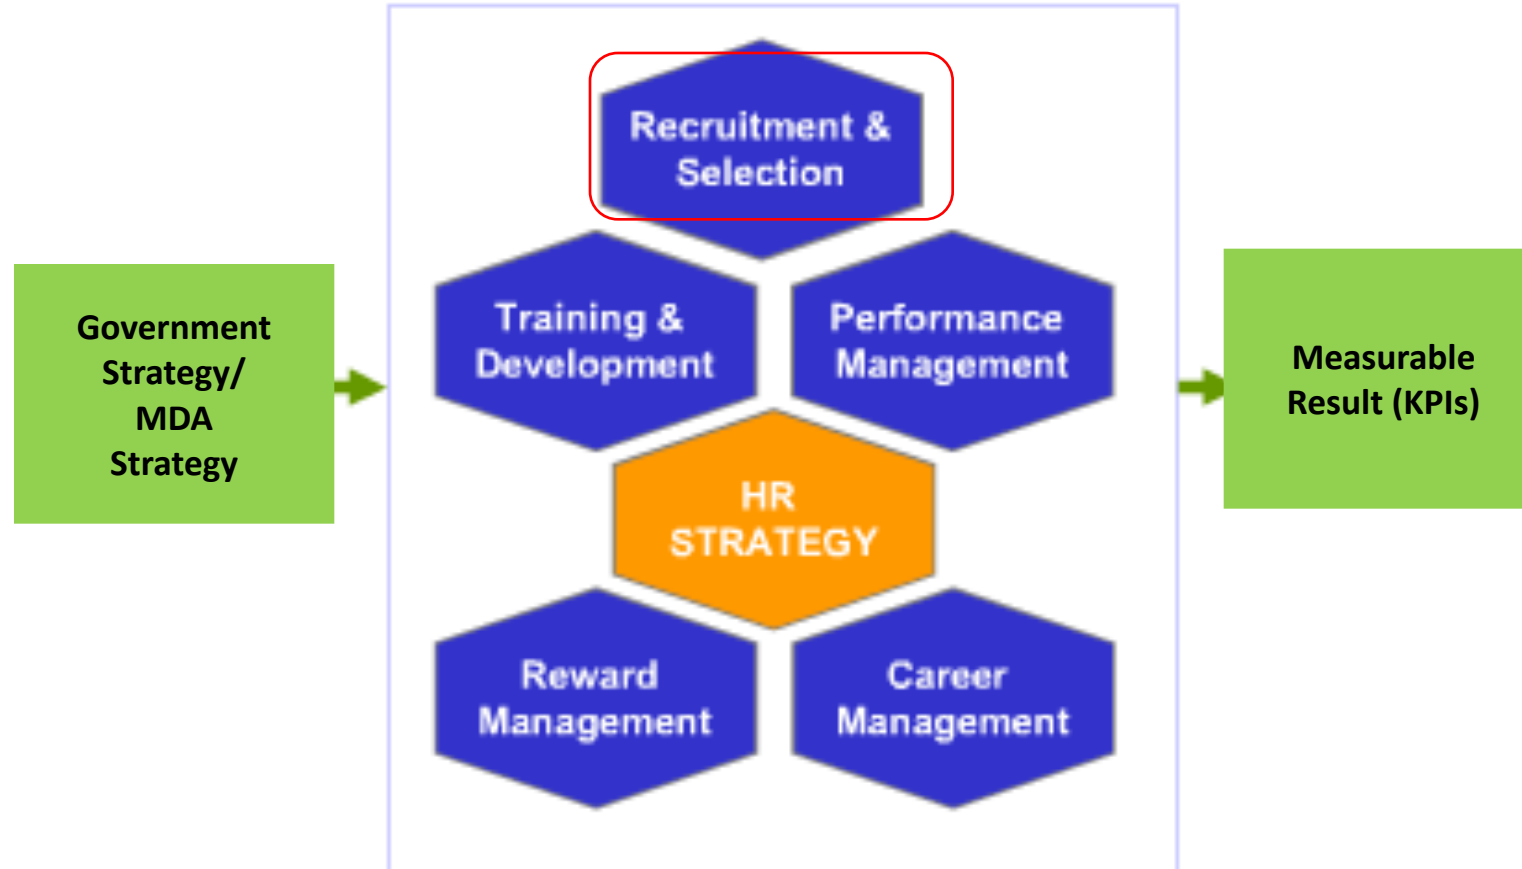 Recruitment &
Selection
Government
Strategy/
MDA
Strategy
Training &
Development
Performance
Management
Measurable
Result (KPIs)
HR
STRATEGY
Reward
Management
Career
Management